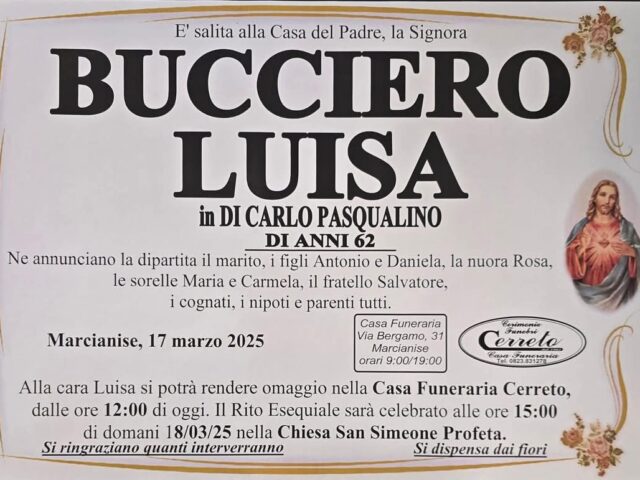 E' salita alla Casa del Padre, la Signora
BUCCIERO
LUISA
in DI CARLO PASQUALINO
DI ANNI 62
Ne annunciano la dipartita il marito, i figli Antonio e Daniela, la nuora Rosa,
le sorelle Maria e Carmela, il fratello Salvatore,
i cognati, i nipoti e parenti tutti.
Marcianise, 17 marzo 2025
Casa Funeraria
Via Bergamo, 31
Marcianise
orari 9:00/19:00
Cerimonie
Funebri
Cerreto
Casa Funeraria
Tel. 0823.831278
Alla cara Luisa si potrà rendere omaggio nella Casa Funeraria Cerreto,
dalle ore 12:00 di oggi. Il Rito Esequiale sarà celebrato alle ore 15:00
di domani 18/03/25 nella Chiesa San Simeone Profeta.
Si ringraziano quanti interverranno
Si dispensa dai fiori